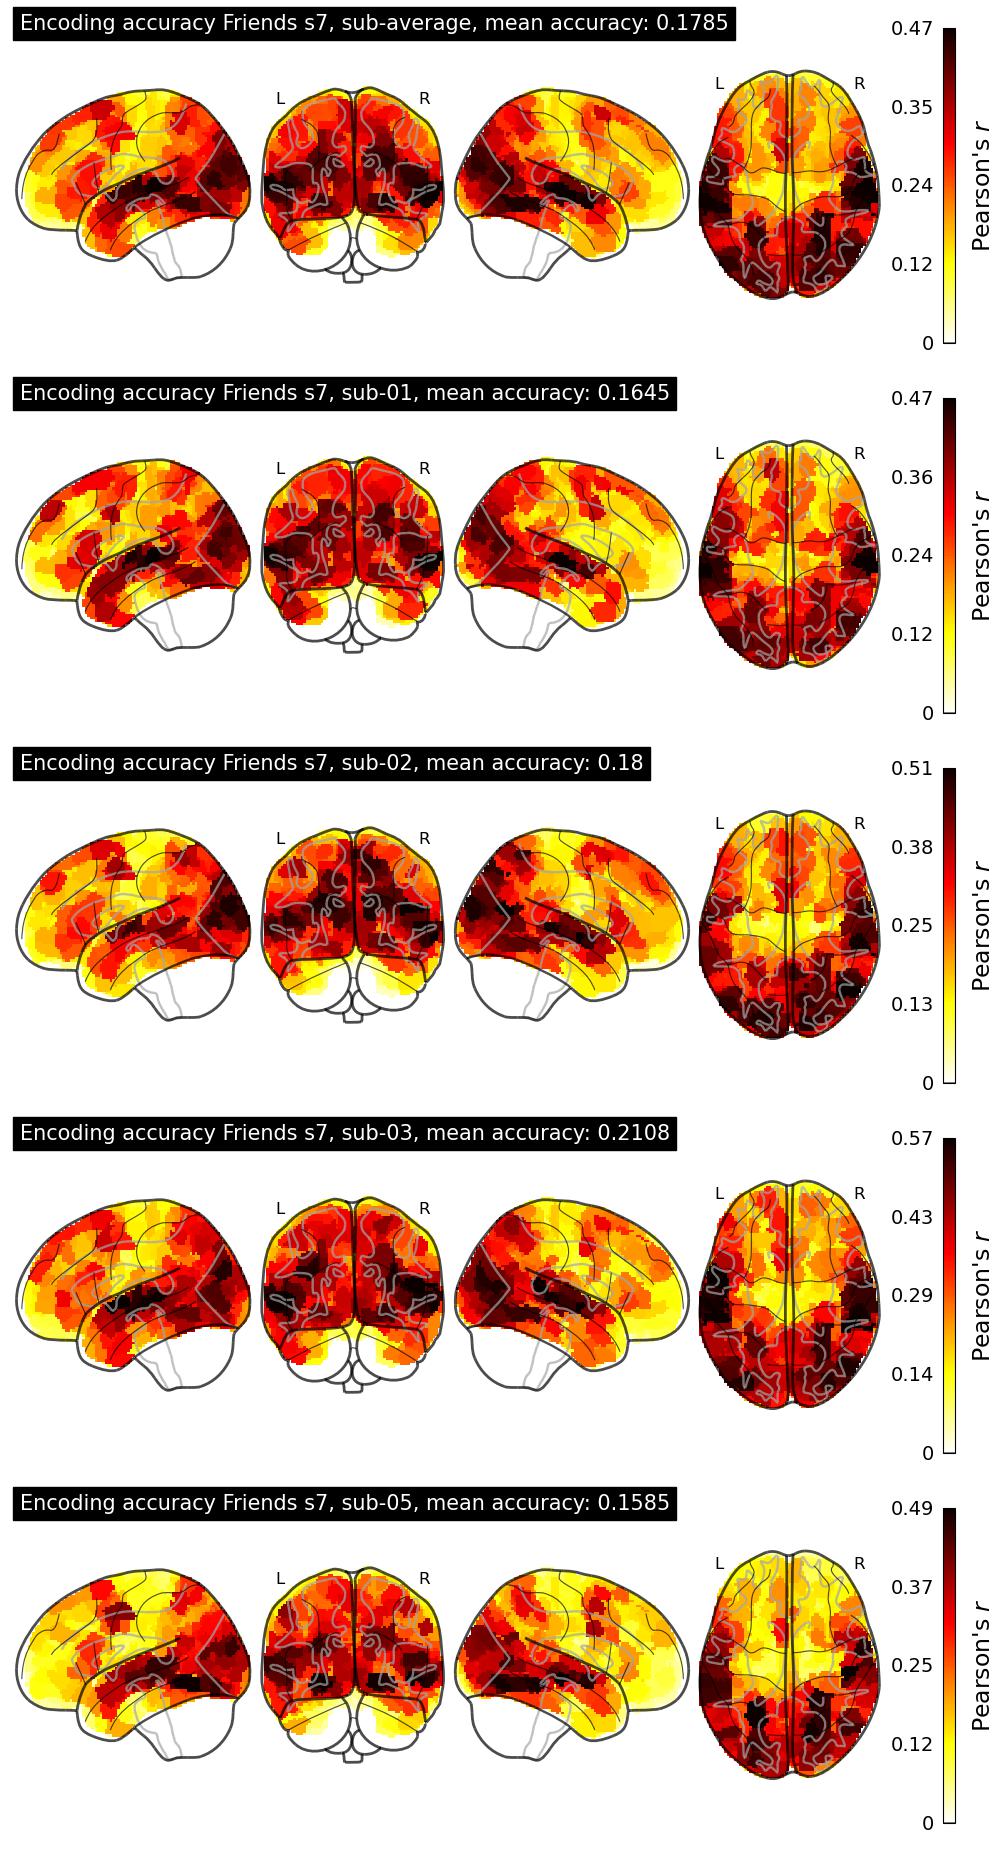 Encoding accuracy Friends s7, sub-average, mean accuracy: 0.1785
L
R
L
R
0.47
0.35
0.24
0.12
0
Pearson's r
Encoding accuracy Friends s7, sub-01, mean accuracy: 0.1645
L
R
L
R
0.47
0.36
0.24
0.12
0
Pearson's r
Encoding accuracy Friends s7, sub-02, mean accuracy: 0.18
L
R
L
R
0.51
0.38
0.25
0.13
0
Pearson's r
Encoding accuracy Friends s7, sub-03, mean accuracy: 0.2108
L
R
L
R
0.57
0.43
0.29
0.14
0
Pearson's r
Encoding accuracy Friends s7, sub-05, mean accuracy: 0.1585
L
R
L
R
0.49
0.37
0.25
0.12
0
Pearson's r